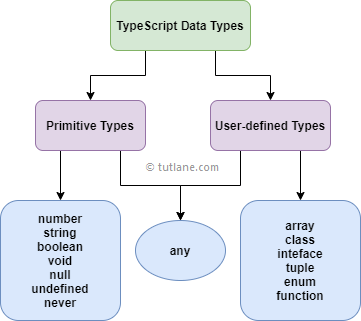 TypeScript Data Types
Primitive Types
User-defined Types
© tutlane.com
number
string
boolean
void
null
undefined
never
any
array
class
inteface
tuple
enum
function